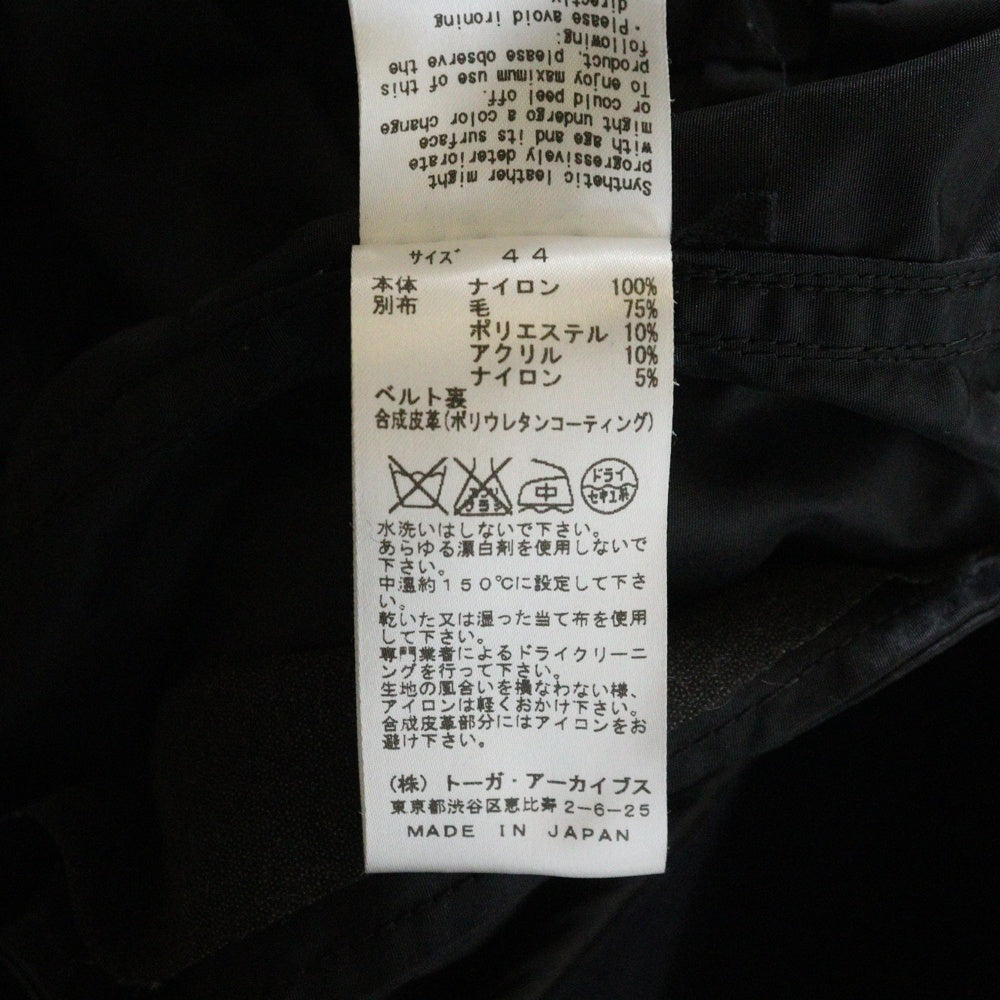 Synthetic leather might
progressively deteriorate
with age and its surface
might undergo a color change
or could peel off.
To enjoy maximum use of this
product, please observe the
following:
・Please avoid ironing
directly
サイズ 44
本体 ナイロン 100%
別布 毛 75%
ポリエステル 10%
アクリル 10%
ナイロン 5%
ベルト裏
合成皮革(ポリウレタンコーティング)
エンソ サラシ 中 ドライ
セキユ系
水洗いはしないで下さい。
あらゆる漂白剤を使用しないで
下さい。
中温約150℃に設定して下さ
い。
乾いた又は湿った当て布を使用
して下さい。
専門業者によるドライクリーニ
ングを行って下さい。
生地の風合いを損なわない様、
アイロンは軽くおかけ下さい。
合成皮革部分にはアイロンをお
避け下さい。
(株)トーガ・アーカイブス
東京都渋谷区恵比寿2-6-25
MADE IN JAPAN